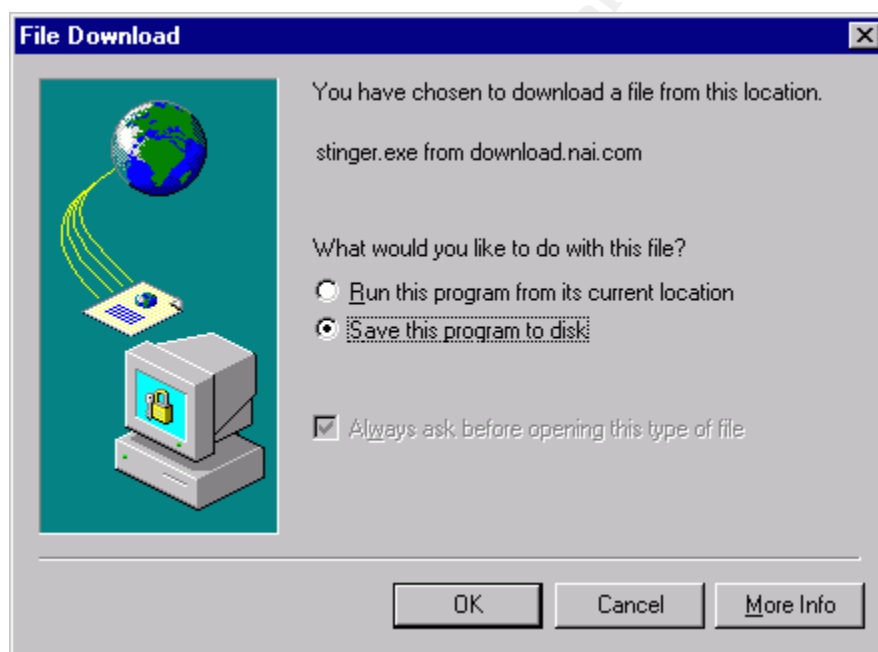 File Download
You have chosen to download a file from this location.
stinger.exe from download.nai.com
What would you like to do with this file?
Run this program from its current location
Save this program to disk
Always ask before opening this type of file
OK
Cancel
More Info